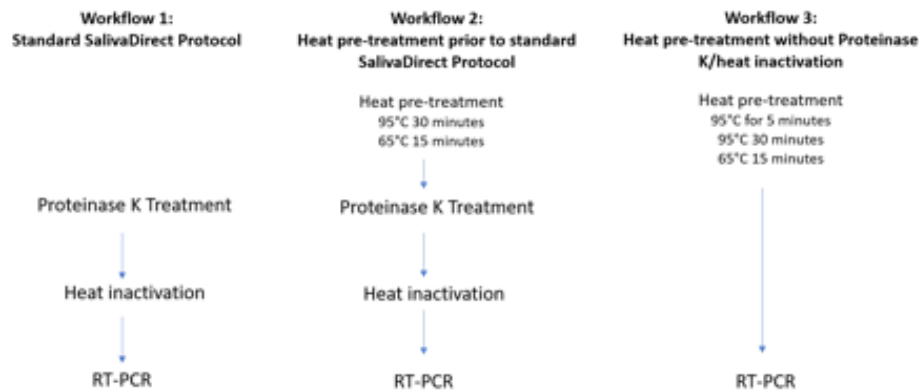 Workflow 1:
Standard SalivaDirect Protocol
Proteinase K Treatment
Heat inactivation
RT-PCR
Workflow 2:
Heat pre-treatment prior to standard
SalivaDirect Protocol
Heat pre-treatment
95°C 30 minutes
65°C 15 minutes
Proteinase K Treatment
Heat inactivation
RT-PCR
Workflow 3:
Heat pre-treatment without Proteinase
K/heat inactivation
Heat pre-treatment
95°C for 5 minutes
95°C 30 minutes
65°C 15 minutes
RT-PCR